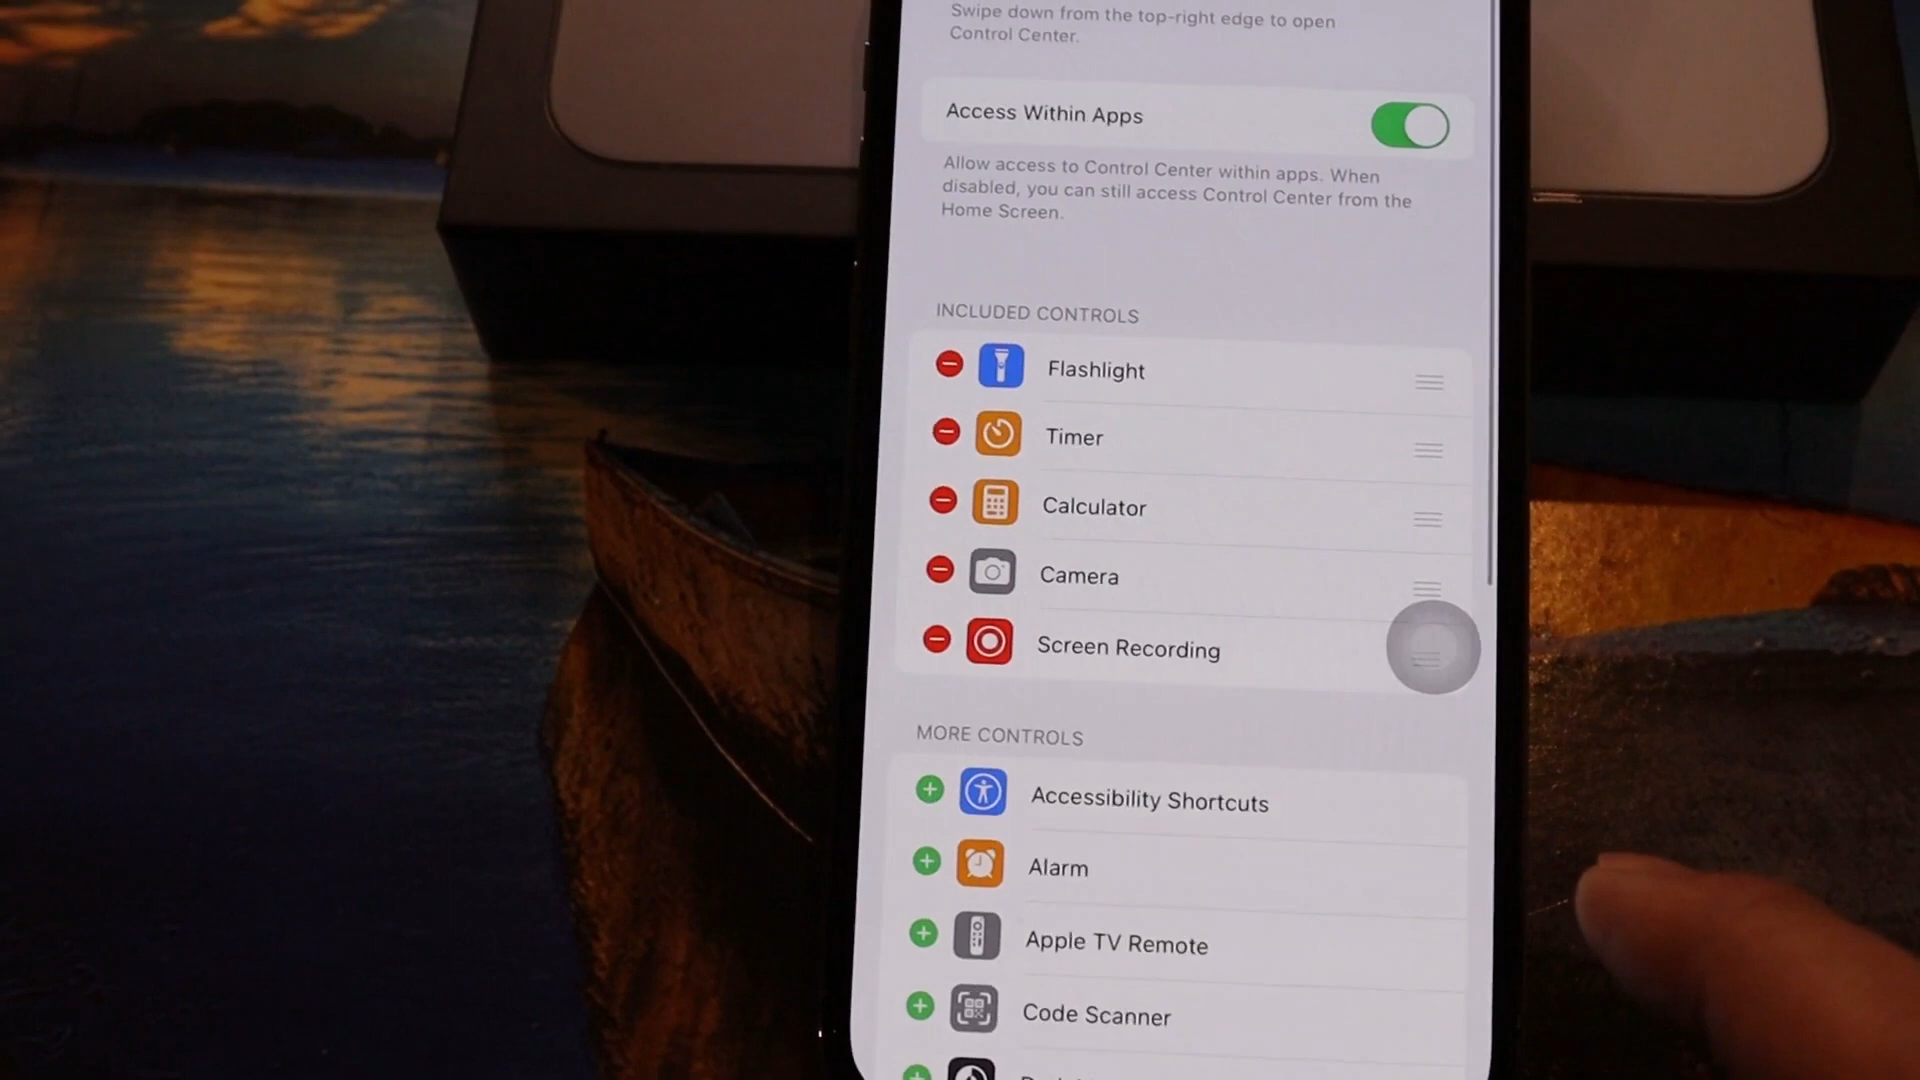 Swipe down from the top-right edge to open
Control Center.
Access Within Apps
Allow access to Control Center within apps. When
disabled, you can still access Control Center from the
Home Screen.
INCLUDED CONTROLS
Flashlight
Timer
Calculator
Camera
Screen Recording
MORE CONTROLS
Accessibility Shortcuts
Alarm
Apple TV Remote
Code Scanner